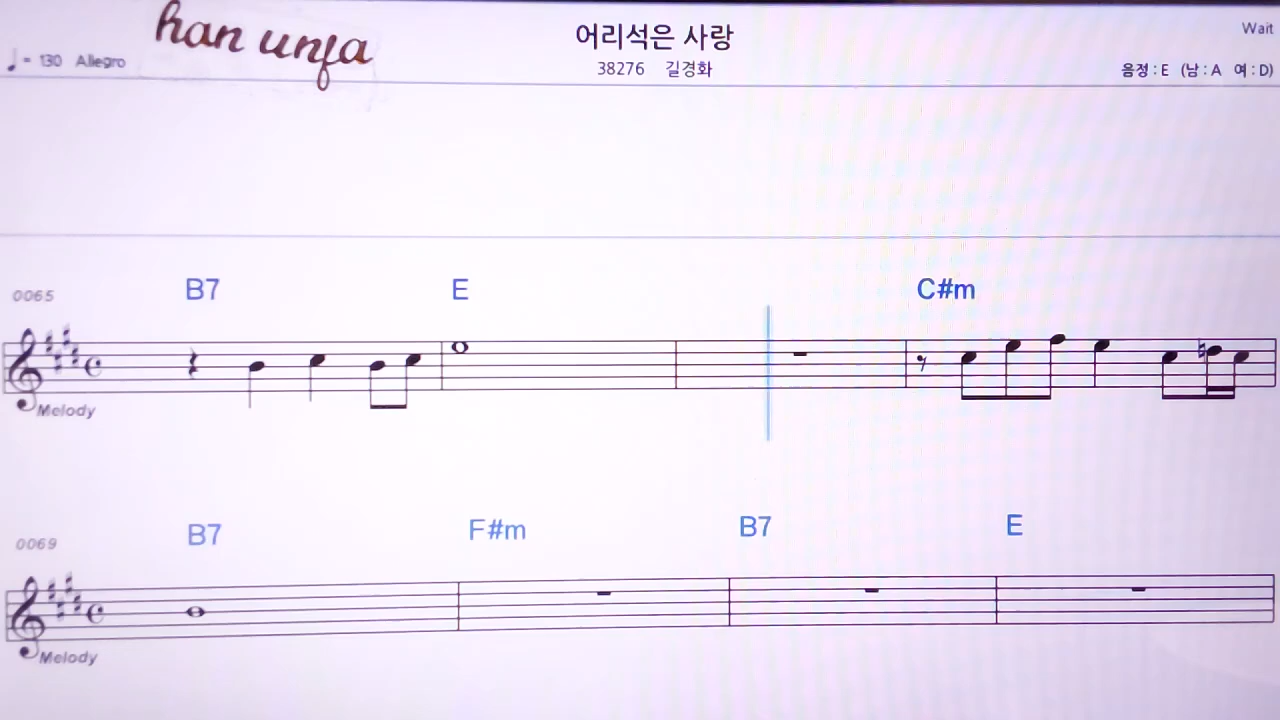 han unfa
어리석은 사랑
Wait
♩ = 130 Allegro
38276 길경화
음정 : E (남 : A 여 : D)
0065 B7 E C#m
Melody
0069 B7 F#m B7 E
Melody